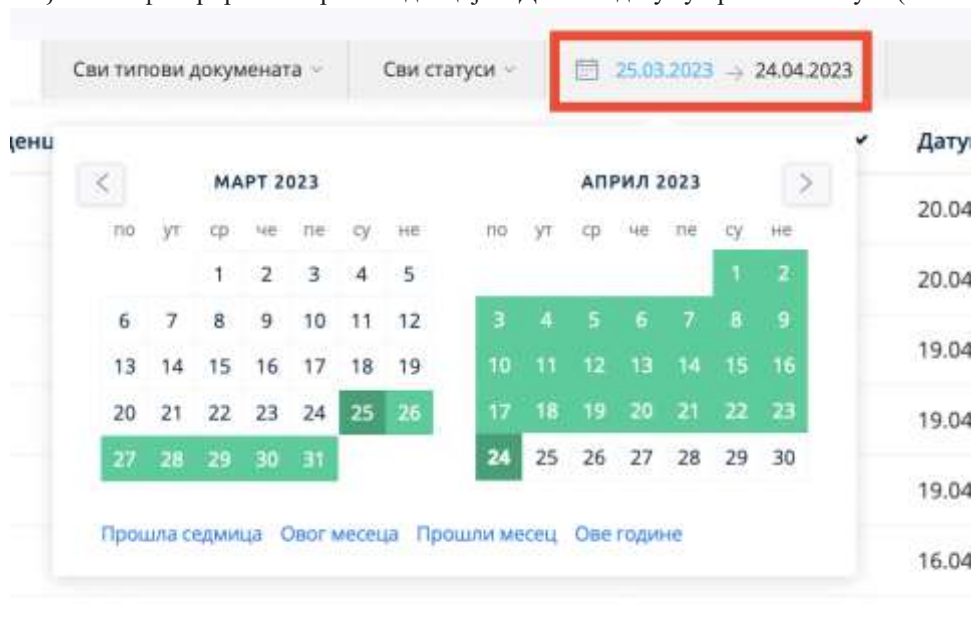 Сви типови документа Сви статуси 25.03.2023 → 24.04.2023
Дату
МАРТ 2023 АПРИЛ 2023
по ут ср че пе су не по ут ср че пе су не
20.04
1 2 3 4 5 1 2
20.04
6 7 8 9 10 11 12 3 4 5 6 7 8 9
19.04
13 14 15 16 17 18 19 10 11 12 13 14 15 16
20 21 22 23 24 25 26 17 18 19 20 21 22 23
19.04
27 28 29 30 31 24 25 26 27 28 29 30
19.04
Прошла седмица Овог месеца Прошли месец Ове године
16.04